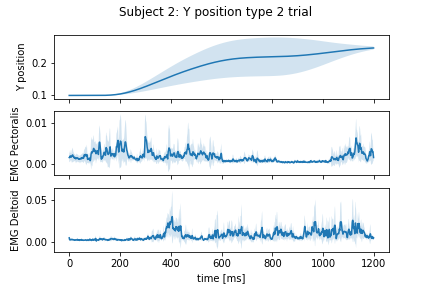 Subject 2: Y position type 2 trial
Y position
0.2
0.1
EMG Pectoralis
0.01
0.00
EMG Deltoid
0.05
0.00
0 200 400 600 800 1000 1200
time [ms]